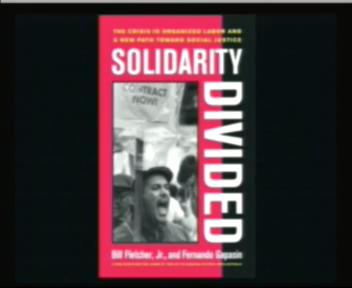 THE CRISIS IN ORGANIZED LABOR AND
A NEW PATH TOWARD SOCIAL JUSTICE
SOLIDARITY
DIVIDED
CONTRACT
NOW!
Bill Fletcher, Jr., and Fernando Gapasin